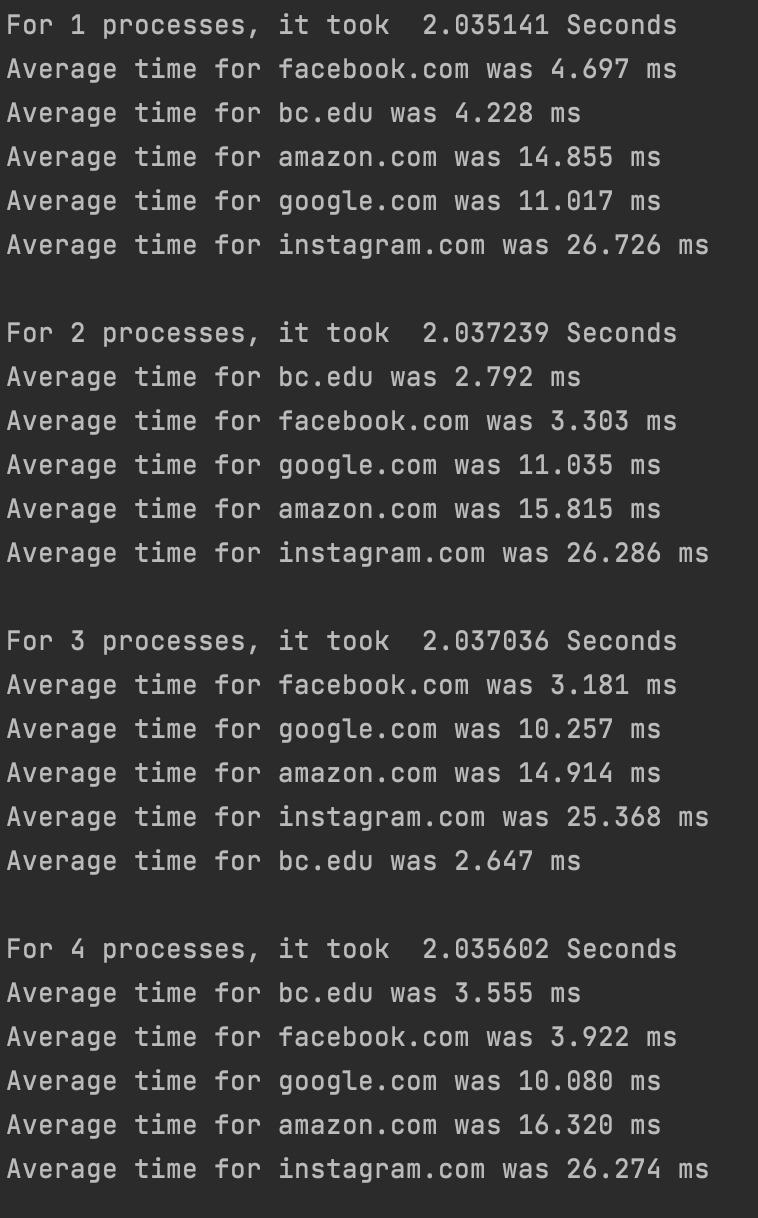 For 1 processes, it took  2.035141 Seconds
Average time for facebook.com was 4.697 ms
Average time for bc.edu was 4.228 ms
Average time for amazon.com was 14.855 ms
Average time for google.com was 11.017 ms
Average time for instagram.com was 26.726 ms

For 2 processes, it took  2.037239 Seconds
Average time for bc.edu was 2.792 ms
Average time for facebook.com was 3.303 ms
Average time for google.com was 11.035 ms
Average time for amazon.com was 15.815 ms
Average time for instagram.com was 26.286 ms

For 3 processes, it took  2.037036 Seconds
Average time for facebook.com was 3.181 ms
Average time for google.com was 10.257 ms
Average time for amazon.com was 14.914 ms
Average time for instagram.com was 25.368 ms
Average time for bc.edu was 2.647 ms

For 4 processes, it took  2.035602 Seconds
Average time for bc.edu was 3.555 ms
Average time for facebook.com was 3.922 ms
Average time for google.com was 10.080 ms
Average time for amazon.com was 16.320 ms
Average time for instagram.com was 26.274 ms